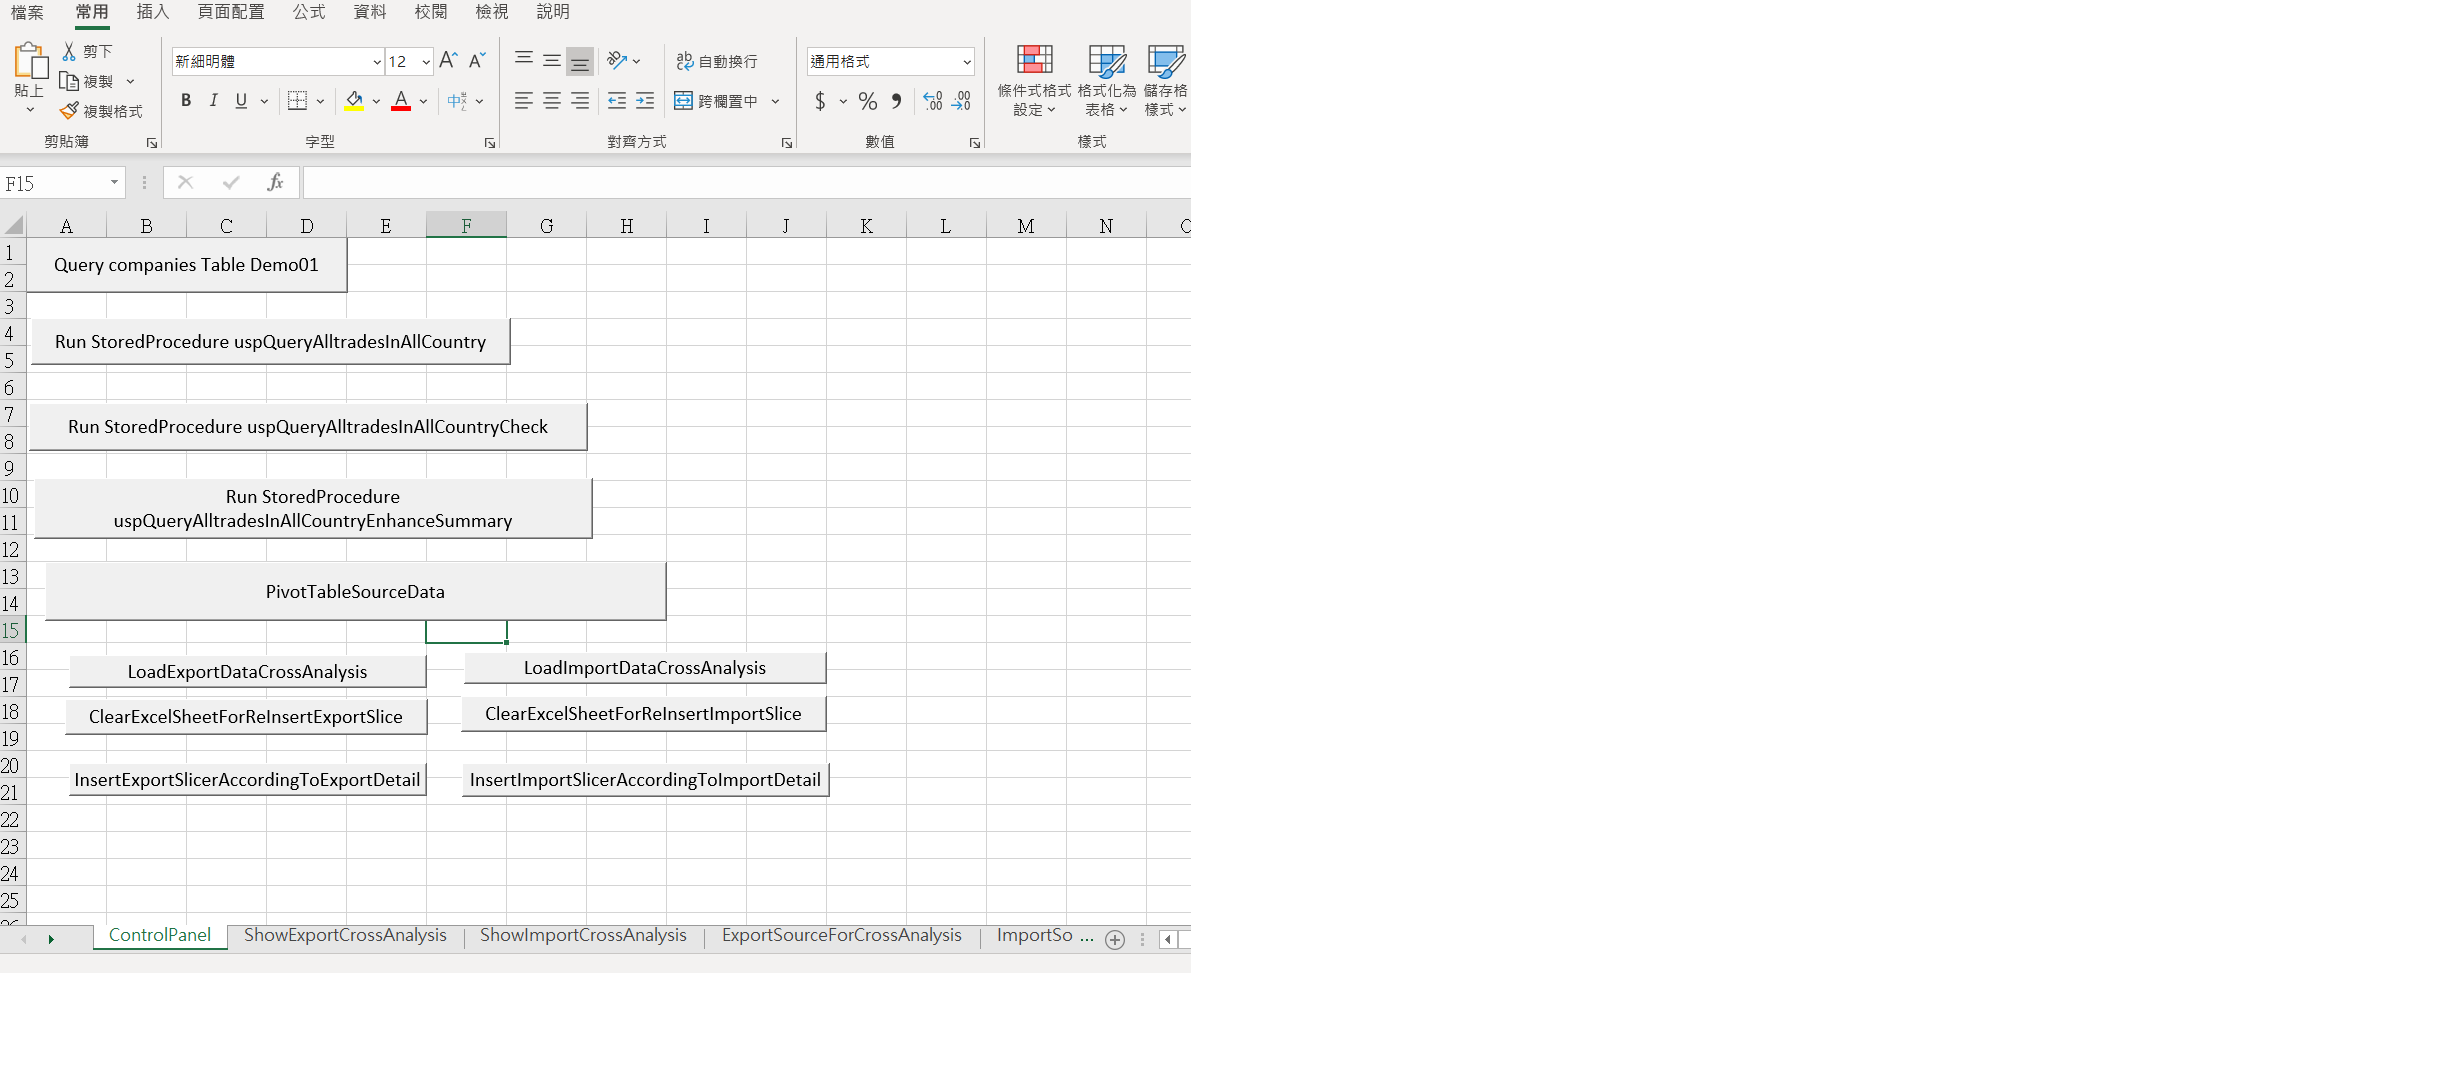 檔案 常用 插入 頁面配置 公式 資料 校閱 檢視 說明
貼上 剪下 複製 複製格式
新細明體 12
B I U
自動換行
跨欄置中
通用格式
條件式格式設定 格式化為表格 儲存格樣式
剪貼簿 字型 對齊方式 數值 樣式
F15 fx
A B C D E F G H I J K L M N
1
Query companies Table Demo01
2
3
4
Run StoredProcedure uspQueryAlltradesInAllCountry
5
6
7
Run StoredProcedure uspQueryAlltradesInAllCountryCheck
8
9
10
Run StoredProcedure
uspQueryAlltradesInAllCountryEnhanceSummary
11
12
13
PivotTableSourceData
14
15
16
LoadExportDataCrossAnalysis LoadImportDataCrossAnalysis
17
18
ClearExcelSheetForReInsertExportSlice ClearExcelSheetForReInsertImportSlice
19
20
InsertExportSlicerAccordingToExportDetail InsertImportSlicerAccordingToImportDetail
21
22
23
24
25
ControlPanel ShowExportCrossAnalysis ShowImportCrossAnalysis ExportSourceForCrossAnalysis ImportSo ...